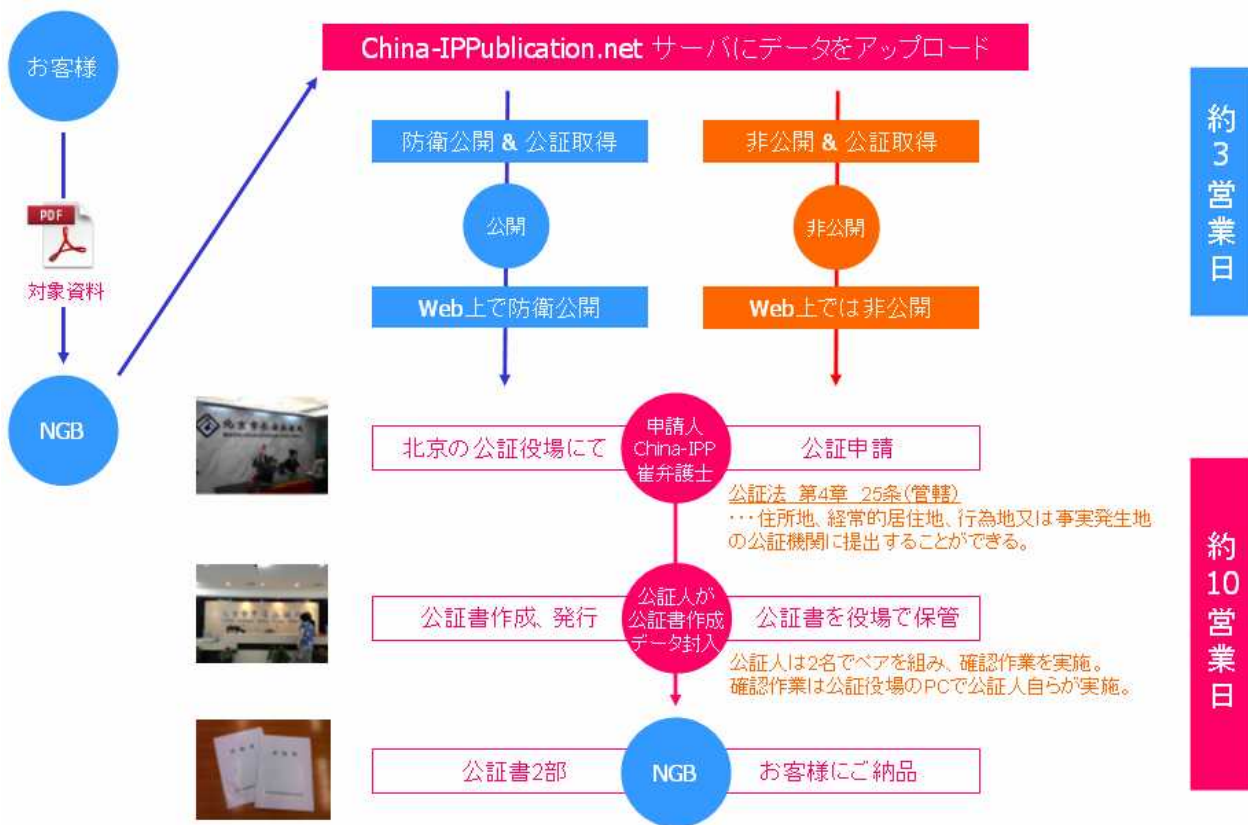 お客様
PDF
対象資料
NGB
China-IPPublication.net サーバにデータをアップロード
防衛公開 & 公証取得
公開
Web上で防衛公開
非公開 & 公証取得
非公開
Web上では非公開
約3営業日
北京の公証役場にて
申請人
China-IPP
崔弁護士
公証申請
公証法 第4章 25条(管轄)
・・・住所地、経常的居住地、行為地又は事実発生地
の公証機関に提出することができる。
公証書作成、発行
公証人が
公証書作成
データ封入
公証書を役場で保管
公証人は2名でペアを組み、確認作業を実施。
確認作業は公証役場のPCで公証人自らが実施。
公証書2部
NGB
お客様にご納品
約10営業日